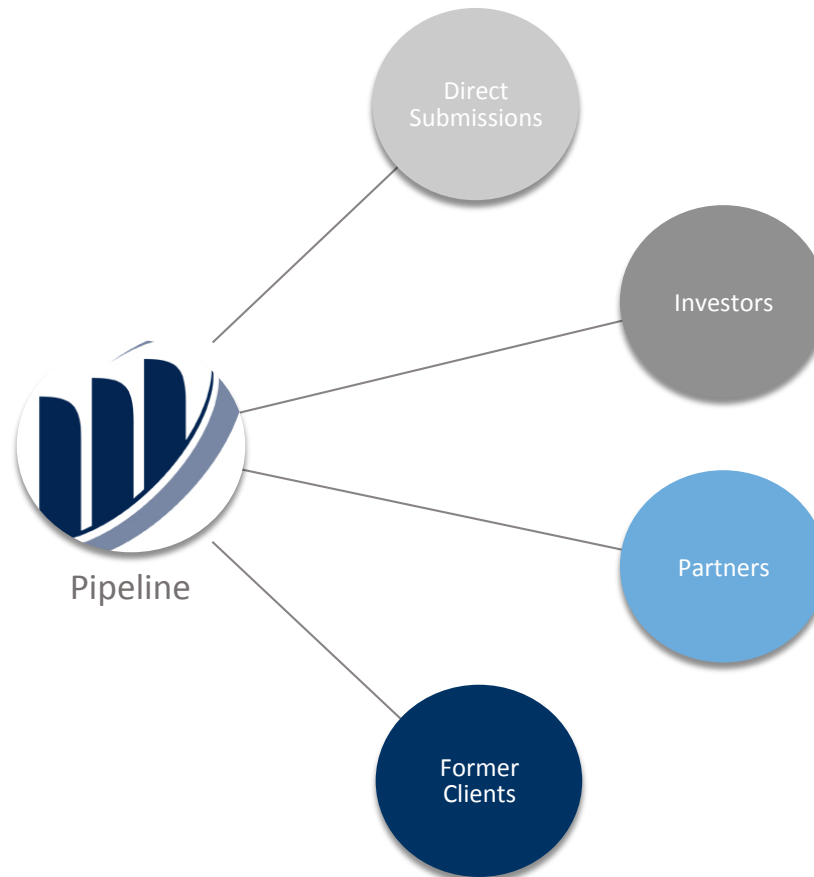 Direct
Submissions
Investors
Pipeline
Partners
Former
Clients